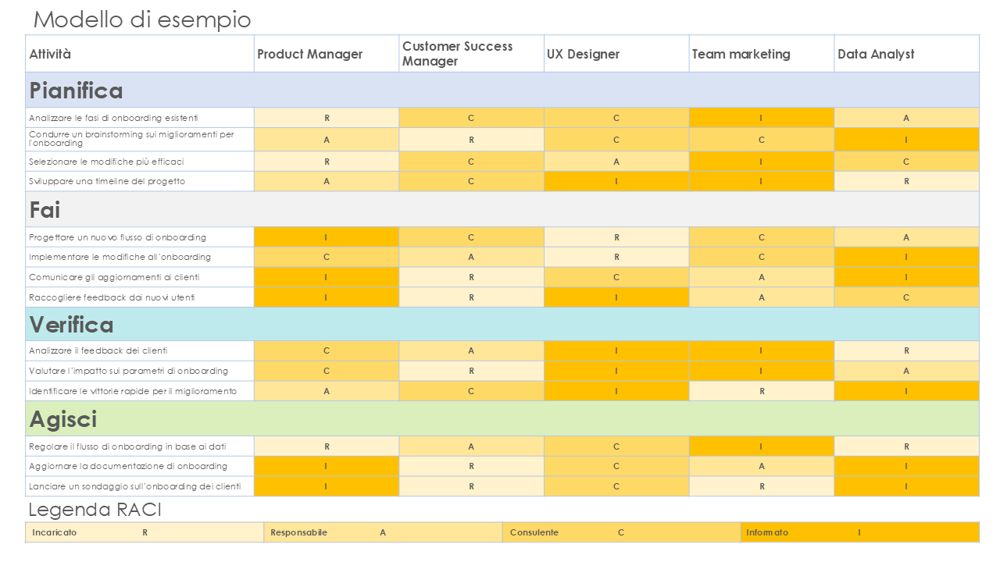 Modello di esempio
Attività Product Manager Customer Success Manager UX Designer Team marketing Data Analyst
Pianifica
Analizzare le fasi di onboarding esistenti R C C I A
Condurre un brainstorming sui miglioramenti per
l'onboarding A R C C I
Selezionare le modifiche più efficaci R C A I C
Sviluppare una timeline del progetto A C I I R
Fai
Progettare un nuovo flusso di onboarding I C R C A
Implementare le modifiche all'onboarding C A R C I
Comunicare gli aggiornamenti ai clienti I R C A I
Raccogliere feedback dai nuovi utenti I R I A C
Verifica
Analizzare il feedback dei clienti C A I I R
Valutare l'impatto sui parametri di onboarding C R I I A
Identificare le vittorie rapide per il miglioramento A C I R I
Agisci
Regolare il flusso di onboarding in base ai dati R A C I R
Aggiornare la documentazione di onboarding I R C A I
Lanciare un sondaggio sull'onboarding dei clienti I R C R I
Legenda RACI
Incaricato R Responsabile A Consulente C Informato I